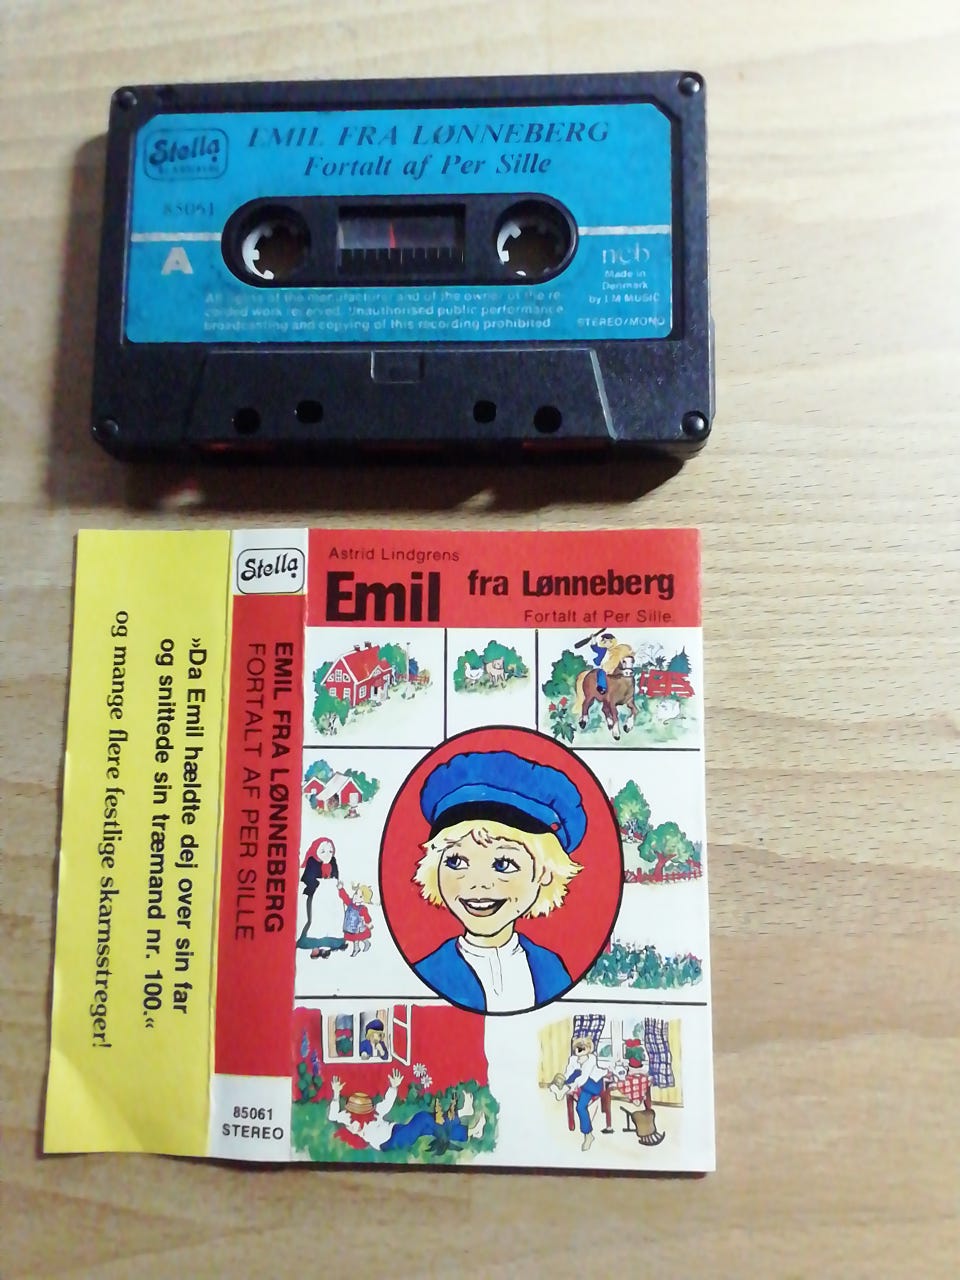 Stella
EMIL FRA LØNNEBERG
Fortalt af Per Sille
85061
A
ncb
Made in
Denmark
by I M MUSIC
STEREO/MONO
All rights of the manufacturer and of the owner of the re-
corded work reserved. Unauthorised public performance
broadcasting and copying of this recording prohibited
Astrid Lindgrens
Emil fra Lønneberg
Fortalt af Per Sille
Stella
EMIL FRA LØNNEBERG
FORTALT AF PER SILLE
85061
STEREO
»Da Emil hældte dej over sin far
og snittede sin træmand nr. 100.«
og mange flere festlige skarnsstreger!